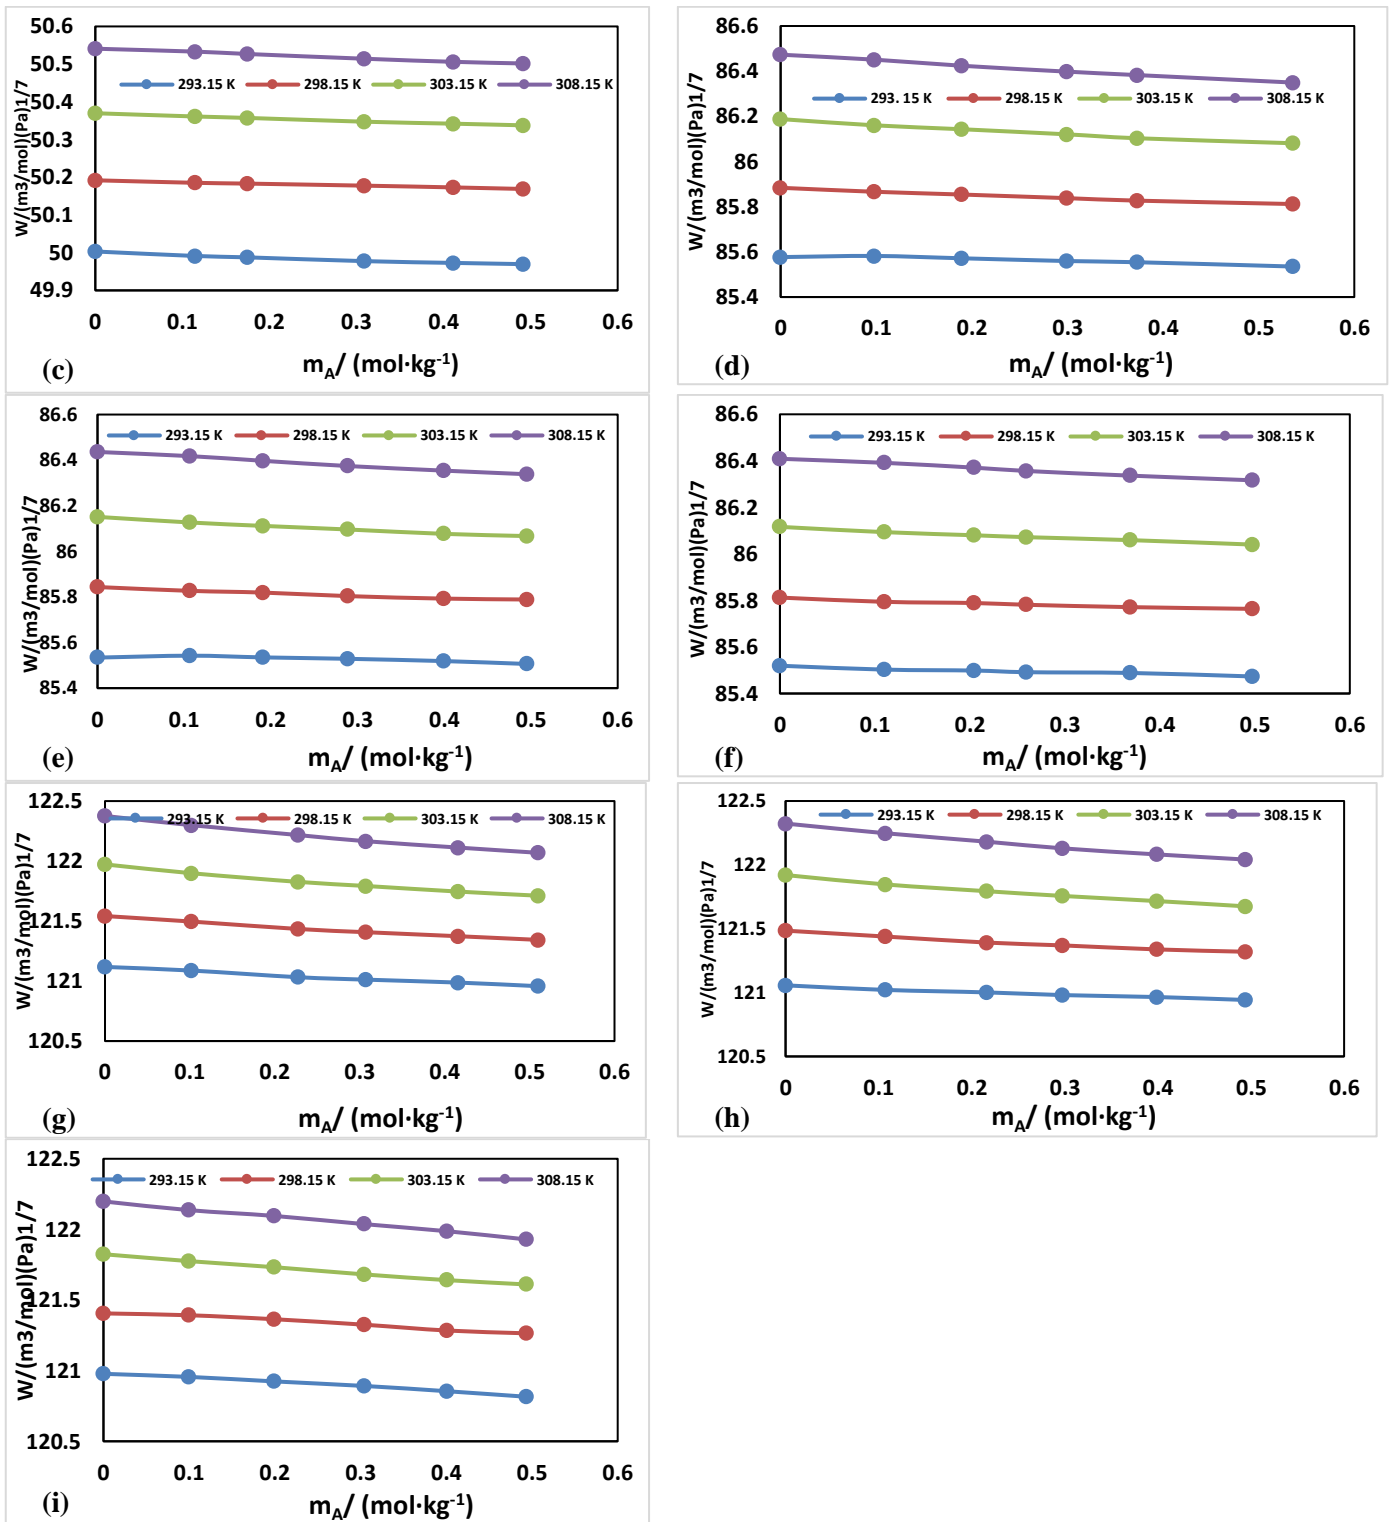 50.6
50.5
50.4
50.3
50.2
50.1
50
49.9
W/(m3/mol)(Pa)1/7
293.15 K 298.15 K 303.15 K 308.15 K
0 0.1 0.2 0.3 0.4 0.5 0.6
(c) mA/ (mol·kg-1)
86.6
86.4
86.2
86
85.8
85.6
85.4
W/(m3/mol)(Pa)1/7
293. 15 K 298.15 K 303.15 K 308.15 K
0 0.1 0.2 0.3 0.4 0.5 0.6
(d) mA/ (mol·kg-1)
86.6
86.4
86.2
86
85.8
85.6
85.4
W/(m3/mol)(Pa)1/7
293.15 K 298.15 K 303.15 K 308.15 K
0 0.1 0.2 0.3 0.4 0.5 0.6
(e) mA/ (mol·kg-1)
86.6
86.4
86.2
86
85.8
85.6
85.4
W/(m3/mol)(Pa)1/7
293.15 K 298.15 K 303.15 K 308.15 K
0 0.1 0.2 0.3 0.4 0.5 0.6
(f) mA/ (mol·kg-1)
122.5
122
121.5
121
120.5
W/(m3/mol)(Pa)1/7
293.15 K 298.15 K 303.15 K 308.15 K
0 0.1 0.2 0.3 0.4 0.5 0.6
(g) mA/ (mol·kg-1)
122.5
122
121.5
121
120.5
W/(m3/mol)(Pa)1/7
293.15 K 298.15 K 303.15 K 308.15 K
0 0.1 0.2 0.3 0.4 0.5 0.6
(h) mA/ (mol·kg-1)
122.5
122
121.5
121
120.5
W/(m3/mol)(Pa)1/7
293.15 K 298.15 K 303.15 K 308.15 K
0 0.1 0.2 0.3 0.4 0.5 0.6
(i) mA/ (mol·kg-1)